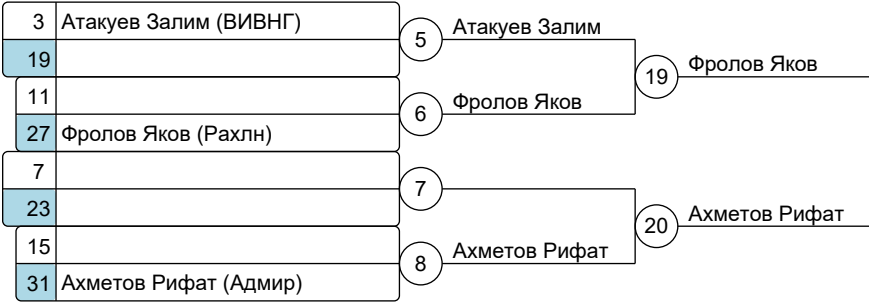 3 Атакуев Залим (ВИВНГ)
19
5 Атакуев Залим
11
27 Фролов Яков (Рахлн)
6 Фролов Яков
19 Фролов Яков
7
23
7
15
31 Ахметов Рифат (Адмир)
8 Ахметов Рифат
20 Ахметов Рифат